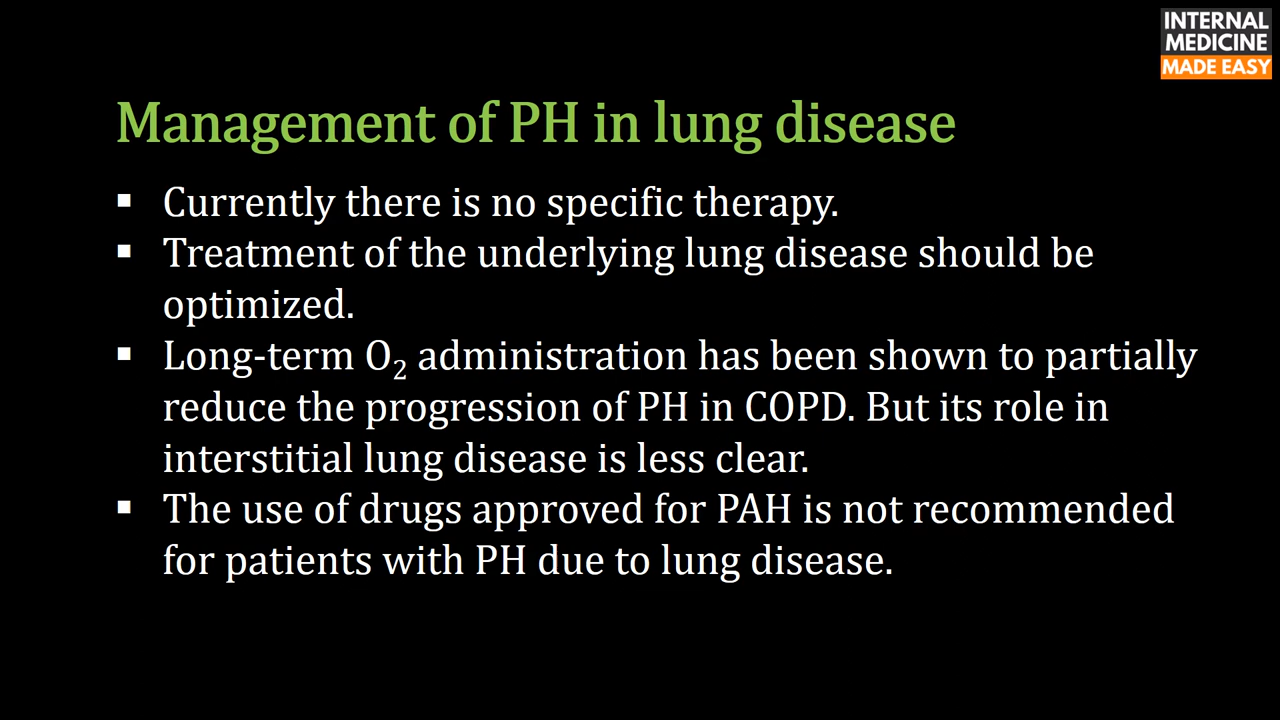 INTERNAL
MEDICINE
MADE EASY
Management of PH in lung disease
▪ Currently there is no specific therapy.
▪ Treatment of the underlying lung disease should be
optimized.
▪ Long-term O₂ administration has been shown to partially
reduce the progression of PH in COPD. But its role in
interstitial lung disease is less clear.
▪ The use of drugs approved for PAH is not recommended
for patients with PH due to lung disease.